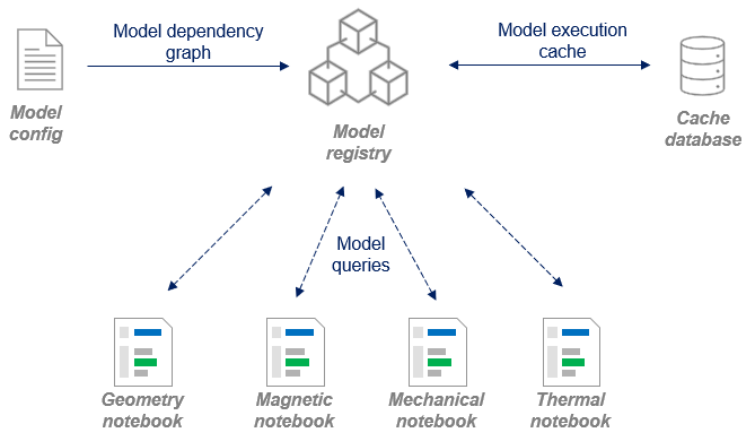 Model dependency
graph
Model execution
cache
Model
config
Model
registry
Cache
database
Model
queries
Geometry
notebook
Magnetic
notebook
Mechanical
notebook
Thermal
notebook